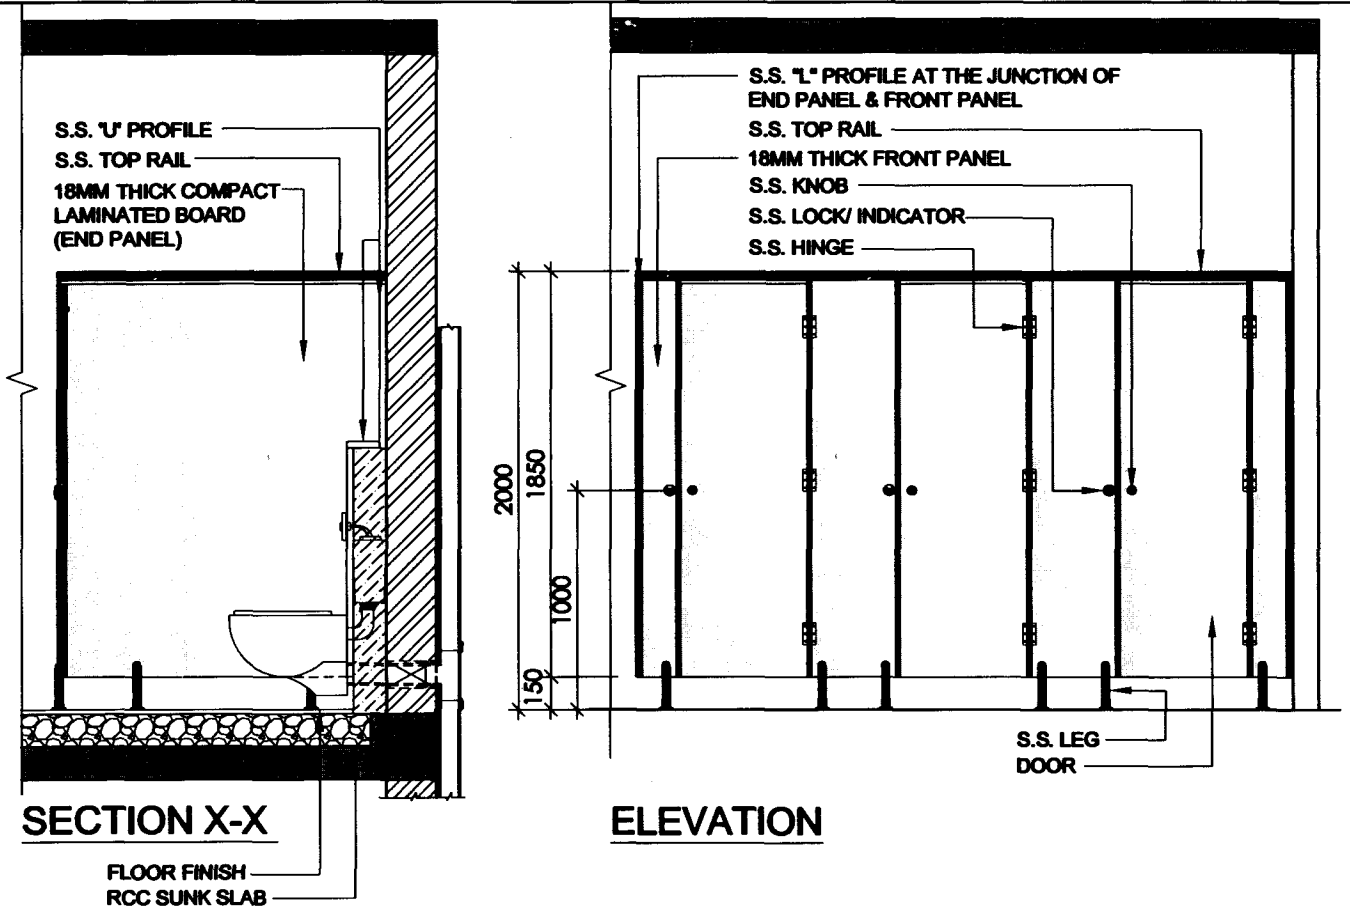 S.S. "U" PROFILE
S.S. TOP RAIL
18MM THICK COMPACT
LAMINATED BOARD
(END PANEL)
S.S. "L" PROFILE AT THE JUNCTION OF
END PANEL & FRONT PANEL
S.S. TOP RAIL
18MM THICK FRONT PANEL
S.S. KNOB
S.S. LOCK/ INDICATOR
S.S. HINGE
2000
1850
1000
150
S.S. LEG
DOOR
SECTION X-X
ELEVATION
FLOOR FINISH
RCC SUNK SLAB